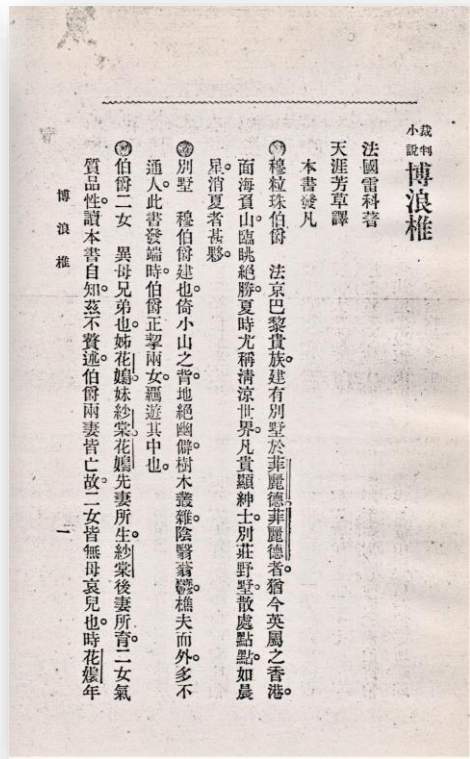 裁判小說 博浪椎
法國雷科著
天涯芳草譯
本書發凡
穆粒珠伯爵　法京巴黎貴族。建有別墅於菲麗德。菲麗德者。猶今英屬之香港。
面海負山。臨眺絕勝。夏時尤稱淸涼世界。凡貴顯紳士。別莊野墅。散處點點。如晨
星。消夏者甚夥。
別墅　穆伯爵建也。倚小山之背。地絕幽僻。樹木叢雜。陰翳蓊鬱。樵夫而外。多不
通人。此書發端時。伯爵正挈兩女。羈遊其中也。
伯爵二女　異母兄弟也。姊花嫣。妹紗棠。花嫣先妻所生。紗棠後妻所育。二女氣
質品性。讀本書自知。茲不贅述。伯爵兩妻皆亡故。二女皆無母哀兒也。時花嫣年
博浪椎
一